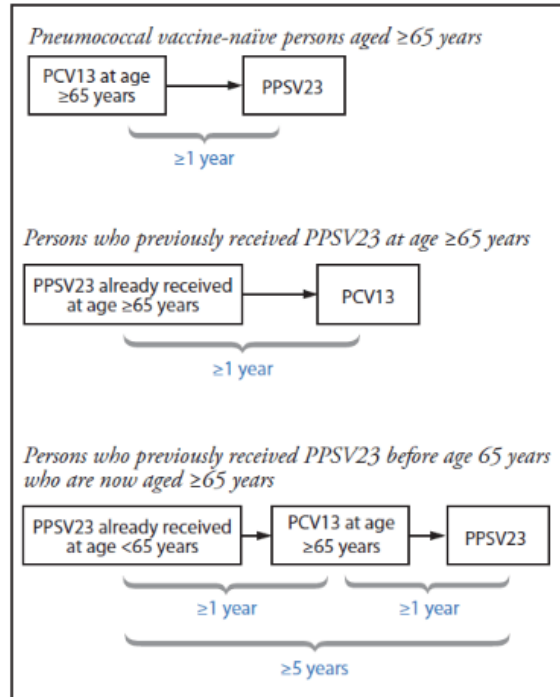 Pneumococcal vaccine-naïve persons aged ≥65 years
PCV13 at age
≥65 years
PPSV23
≥1 year
Persons who previously received PPSV23 at age ≥65 years
PPSV23 already received
at age ≥65 years
PCV13
≥1 year
Persons who previously received PPSV23 before age 65 years
who are now aged ≥65 years
PPSV23 already received
at age <65 years
PCV13 at age
≥65 years
PPSV23
≥1 year
≥1 year
≥5 years